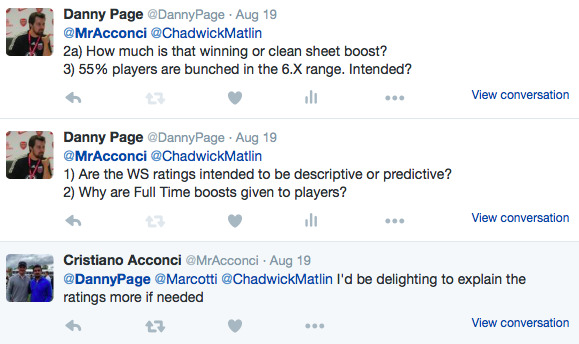 Danny Page @DannyPage · Aug 19
@MrAcconci @ChadwickMatlin
2a) How much is that winning or clean sheet boost?
3) 55% players are bunched in the 6.X range. Intended?
View conversation
Danny Page @DannyPage · Aug 19
@MrAcconci @ChadwickMatlin
1) Are the WS ratings intended to be descriptive or predictive?
2) Why are Full Time boosts given to players?
View conversation
Cristiano Acconci @MrAcconci · Aug 19
@DannyPage @Marcotti @ChadwickMatlin I'd be delighting to explain the
ratings more if needed
View conversation